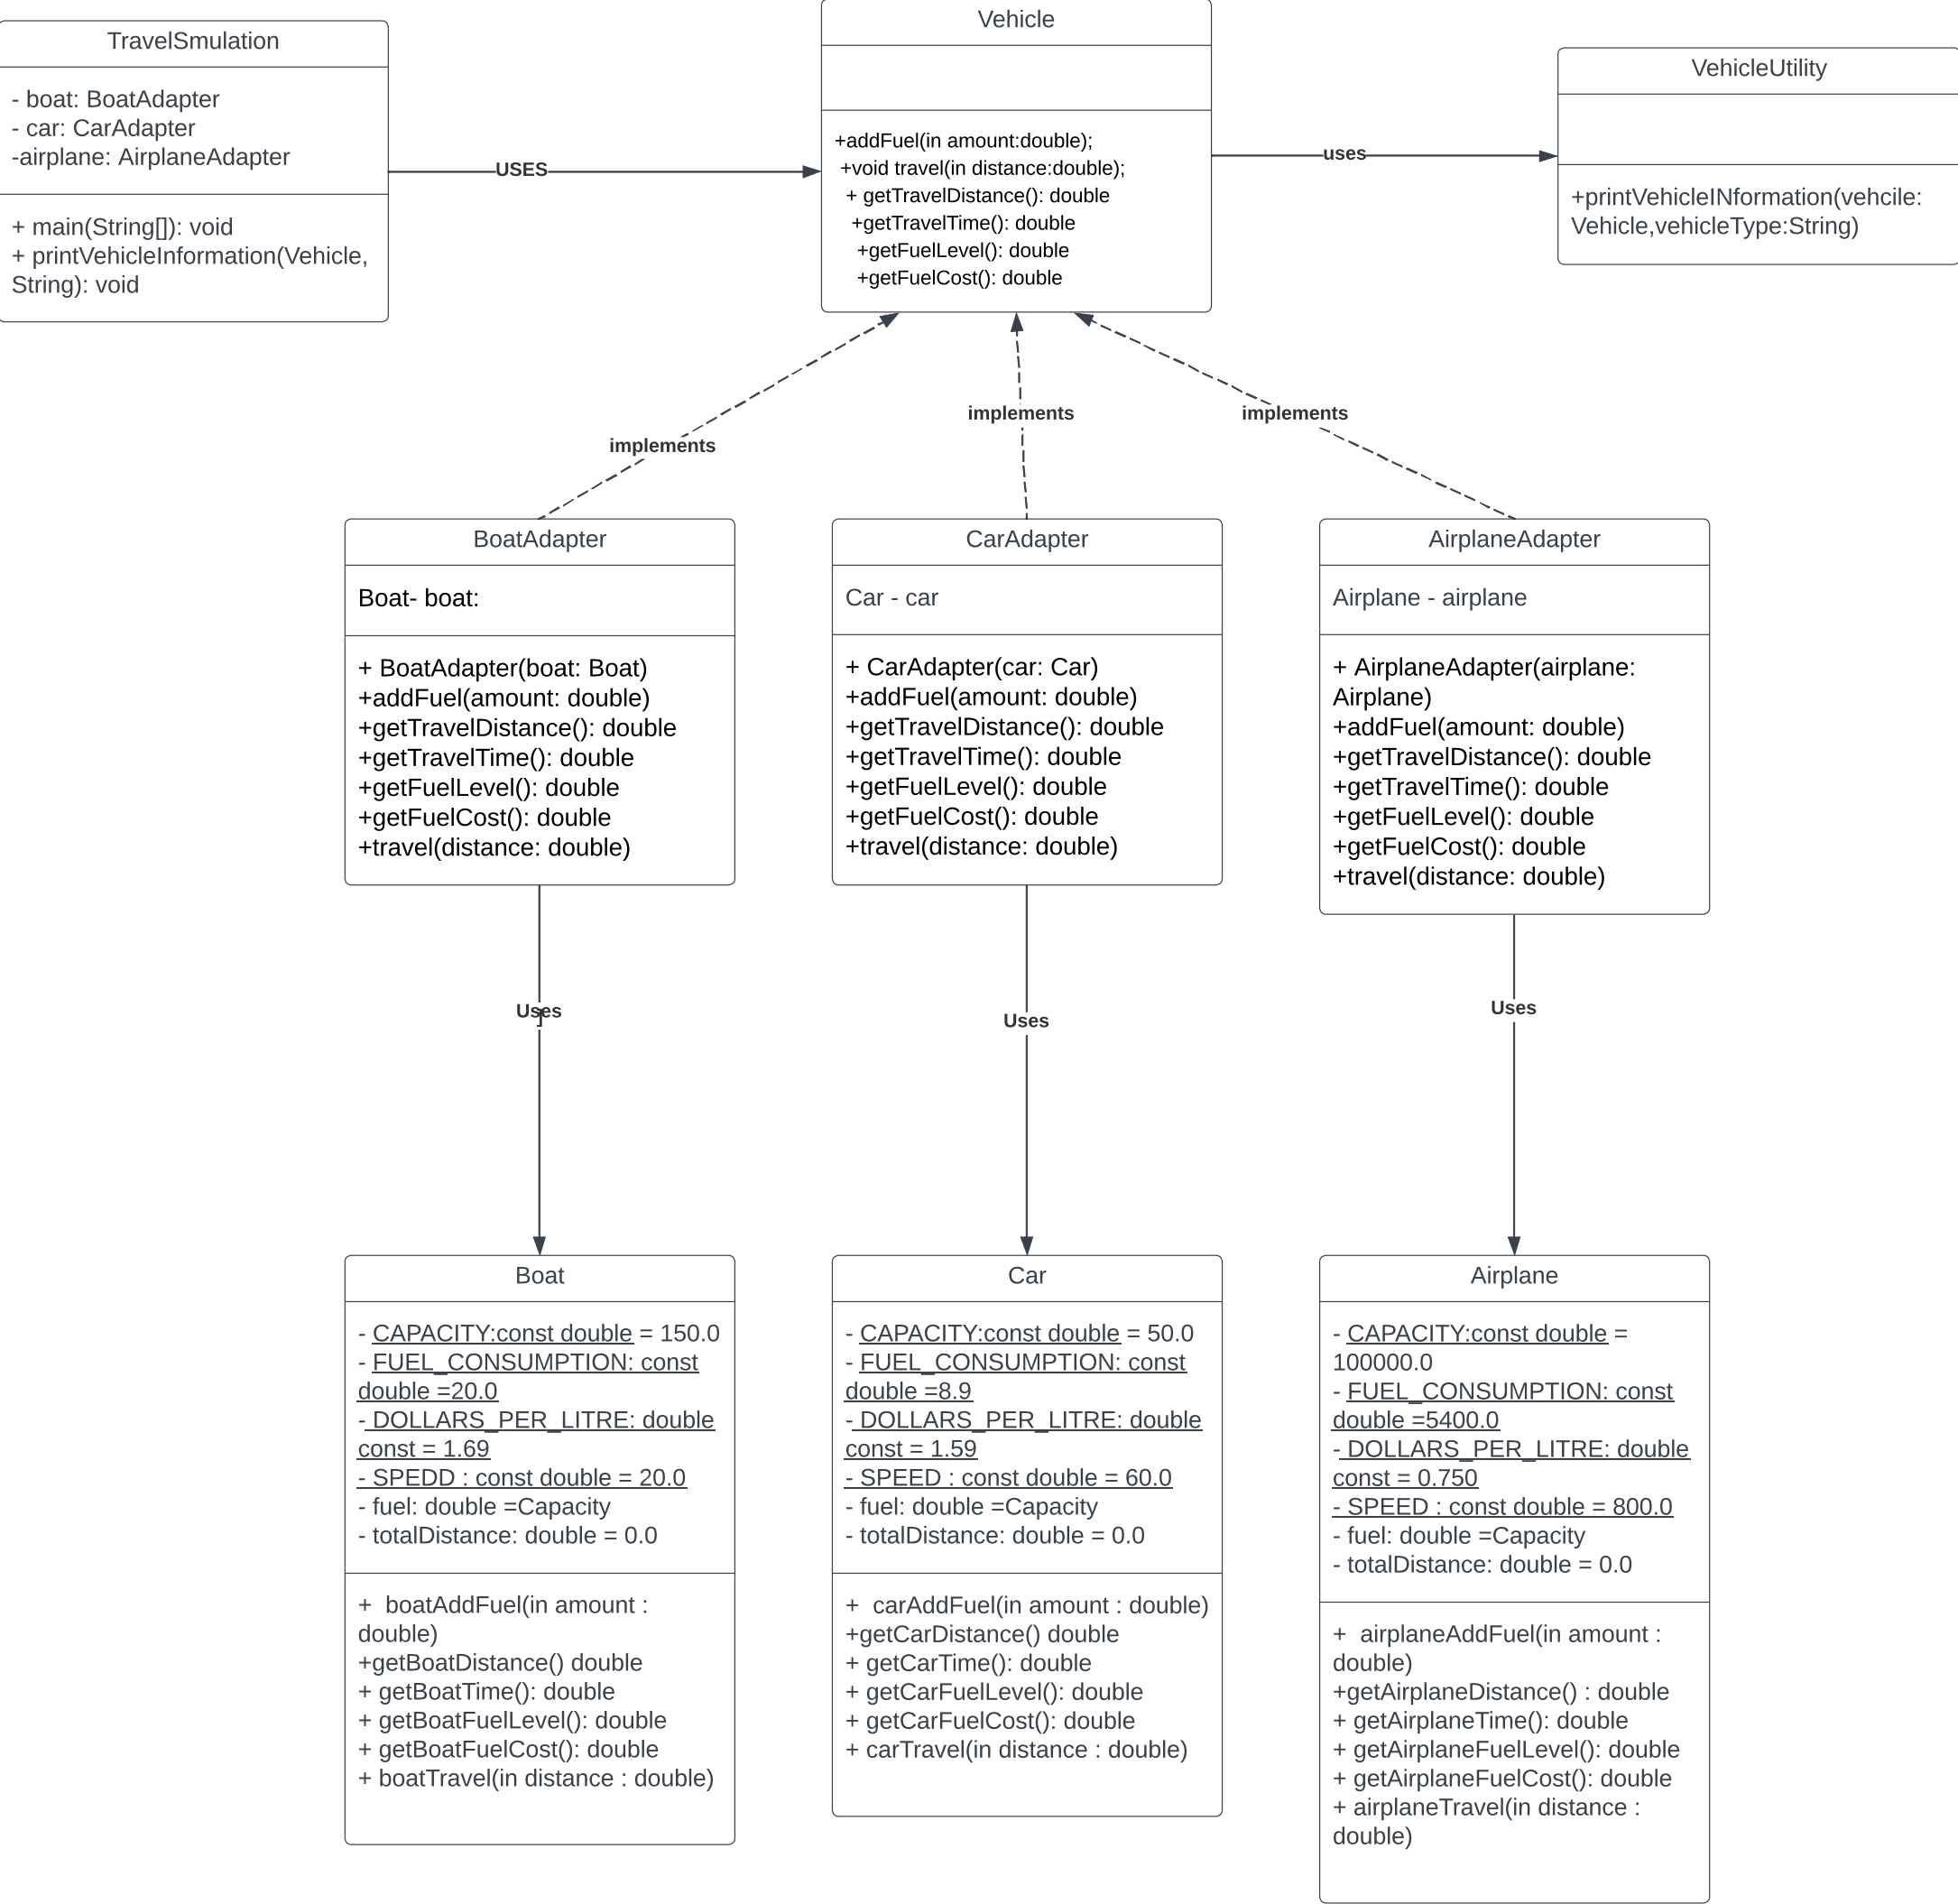 TravelSmulation
- boat: BoatAdapter
- car: CarAdapter
-airplane: AirplaneAdapter
+ main(String[]): void
+ printVehicleInformation(Vehicle,
String): void
USES
Vehicle
+addFuel(in amount:double);
+void travel(in distance:double);
+ getTravelDistance(): double
+getTravelTime(): double
+getFuelLevel(): double
+getFuelCost(): double
uses
VehicleUtility
+printVehicleINformation(vehcile:
Vehicle,vehicleType:String)
implements
implements
implements
BoatAdapter
Boat- boat:
+ BoatAdapter(boat: Boat)
+addFuel(amount: double)
+getTravelDistance(): double
+getTravelTime(): double
+getFuelLevel(): double
+getFuelCost(): double
+travel(distance: double)
CarAdapter
Car - car
+ CarAdapter(car: Car)
+addFuel(amount: double)
+getTravelDistance(): double
+getTravelTime(): double
+getFuelLevel(): double
+getFuelCost(): double
+travel(distance: double)
AirplaneAdapter
Airplane - airplane
+ AirplaneAdapter(airplane:
Airplane)
+addFuel(amount: double)
+getTravelDistance(): double
+getTravelTime(): double
+getFuelLevel(): double
+getFuelCost(): double
+travel(distance: double)
Uses
]
Uses
Uses
Boat
- CAPACITY:const double = 150.0
- FUEL_CONSUMPTION: const
double =20.0
- DOLLARS_PER_LITRE: double
const = 1.69
- SPEDD : const double = 20.0
- fuel: double =Capacity
- totalDistance: double = 0.0
+  boatAddFuel(in amount :
double)
+getBoatDistance() double
+ getBoatTime(): double
+ getBoatFuelLevel(): double
+ getBoatFuelCost(): double
+ boatTravel(in distance : double)
Car
- CAPACITY:const double = 50.0
- FUEL_CONSUMPTION: const
double =8.9
- DOLLARS_PER_LITRE: double
const = 1.59
- SPEED : const double = 60.0
- fuel: double =Capacity
- totalDistance: double = 0.0
+  carAddFuel(in amount : double)
+getCarDistance() double
+ getCarTime(): double
+ getCarFuelLevel(): double
+ getCarFuelCost(): double
+ carTravel(in distance : double)
Airplane
- CAPACITY:const double =
100000.0
- FUEL_CONSUMPTION: const
double =5400.0
- DOLLARS_PER_LITRE: double
const = 0.750
- SPEED : const double = 800.0
- fuel: double =Capacity
- totalDistance: double = 0.0
+  airplaneAddFuel(in amount :
double)
+getAirplaneDistance() : double
+ getAirplaneTime(): double
+ getAirplaneFuelLevel(): double
+ getAirplaneFuelCost(): double
+ airplaneTravel(in distance :
double)